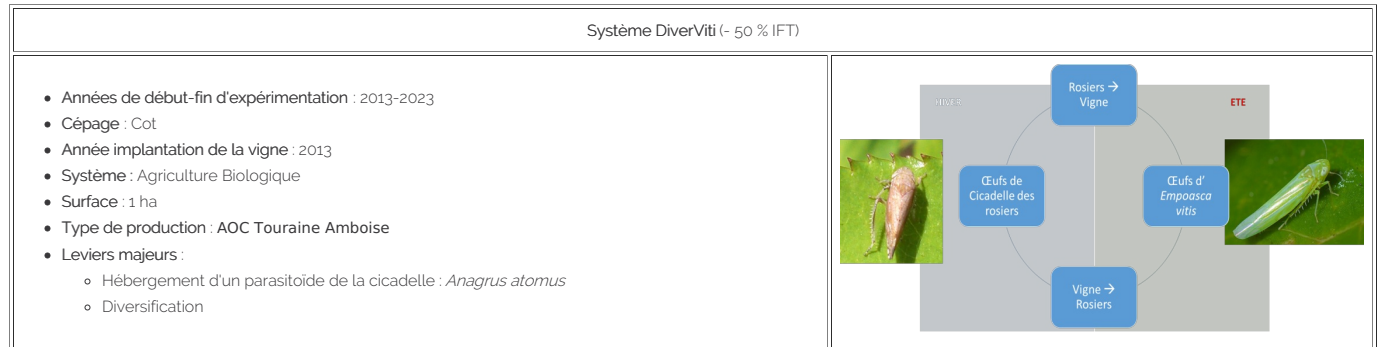 Système DiverViti (- 50 % IFT)
Années de début-fin d'expérimentation : 2013-2023
Cépage : Cot
Année implantation de la vigne : 2013
Système : Agriculture Biologique
Surface : 1 ha
Type de production : AOC Touraine Amboise
Leviers majeurs :
Hébergement d'un parasitoïde de la cicadelle : Anagrus atomus
Diversification
HIVER
ETE
Rosiers →
Vigne
Œufs de
Cicadelle des
rosiers
Œufs d'
Empoasca
vitis
Vigne →
Rosiers